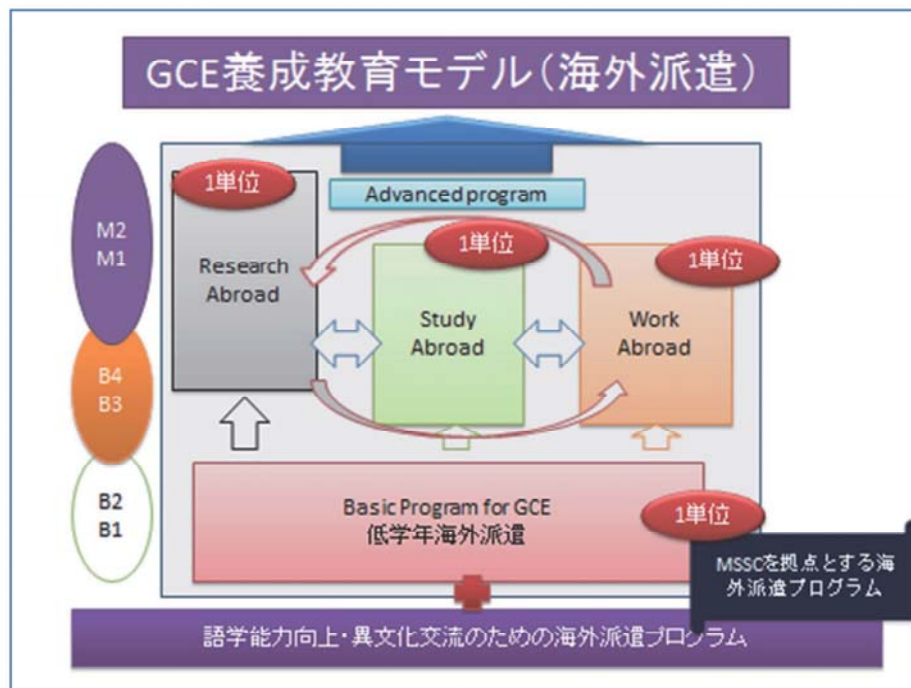 GCE養成教育モデル(海外派遣)
1単位
Advanced program
M2
M1
Research
Abroad
1単位
Study
Abroad
1単位
Work
Abroad
B4
B3
B2
B1
Basic Program for GCE
低学年海外派遣
1単位
MSSCを拠点とする海
外派遣プログラム
語学能力向上・異文化交流のための海外派遣プログラム